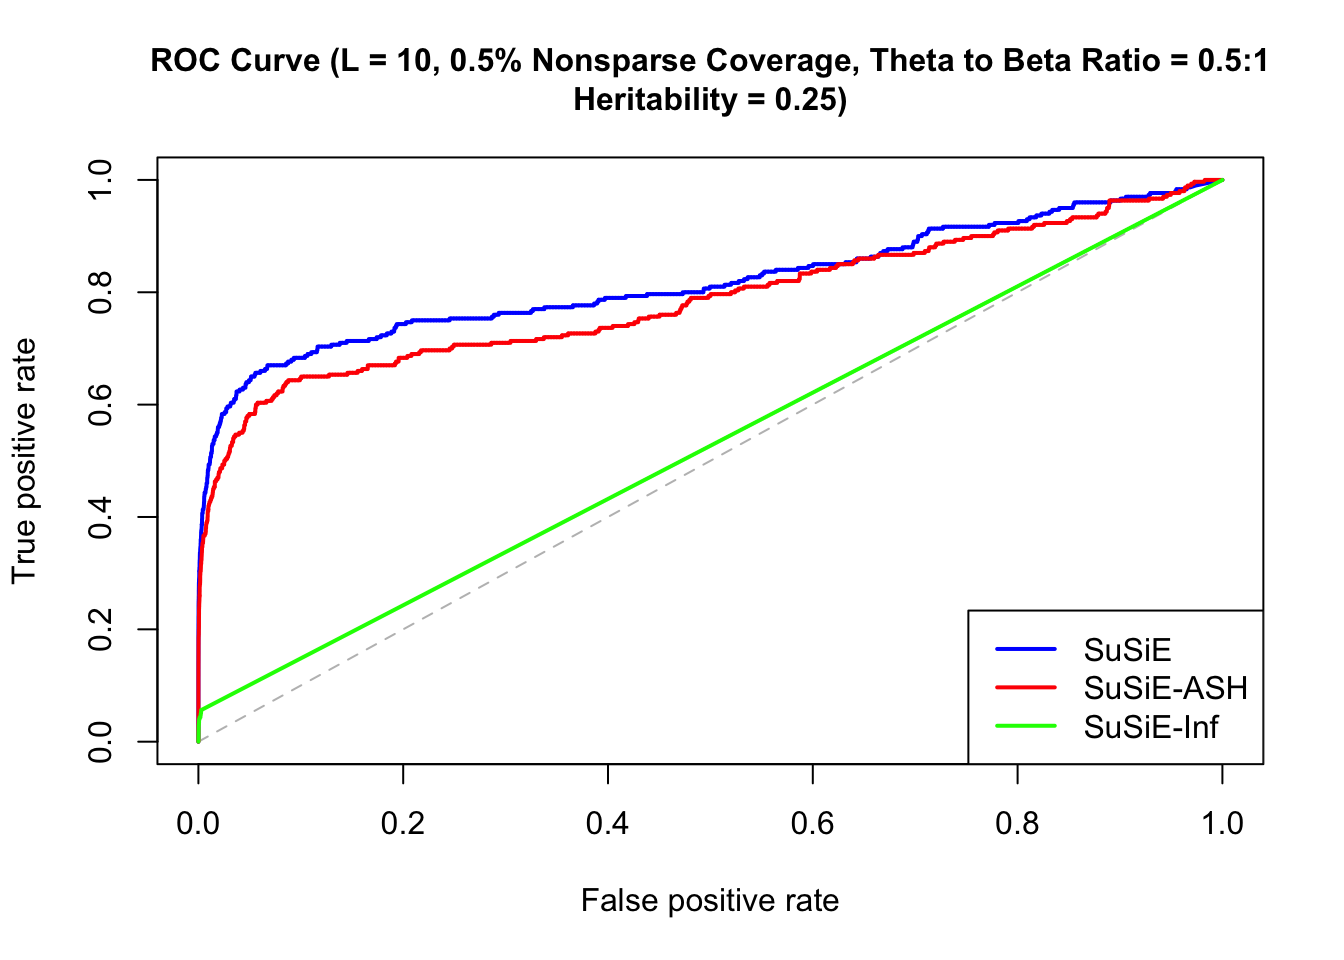 ROC Curve (L = 10, 0.5% Nonsparse Coverage, Theta to Beta Ratio = 0.5:1
Heritability = 0.25)
True positive rate
1.0
0.8
0.6
0.4
0.2
0.0
SuSiE
SuSiE-ASH
SuSiE-Inf
0.0 0.2 0.4 0.6 0.8 1.0
False positive rate